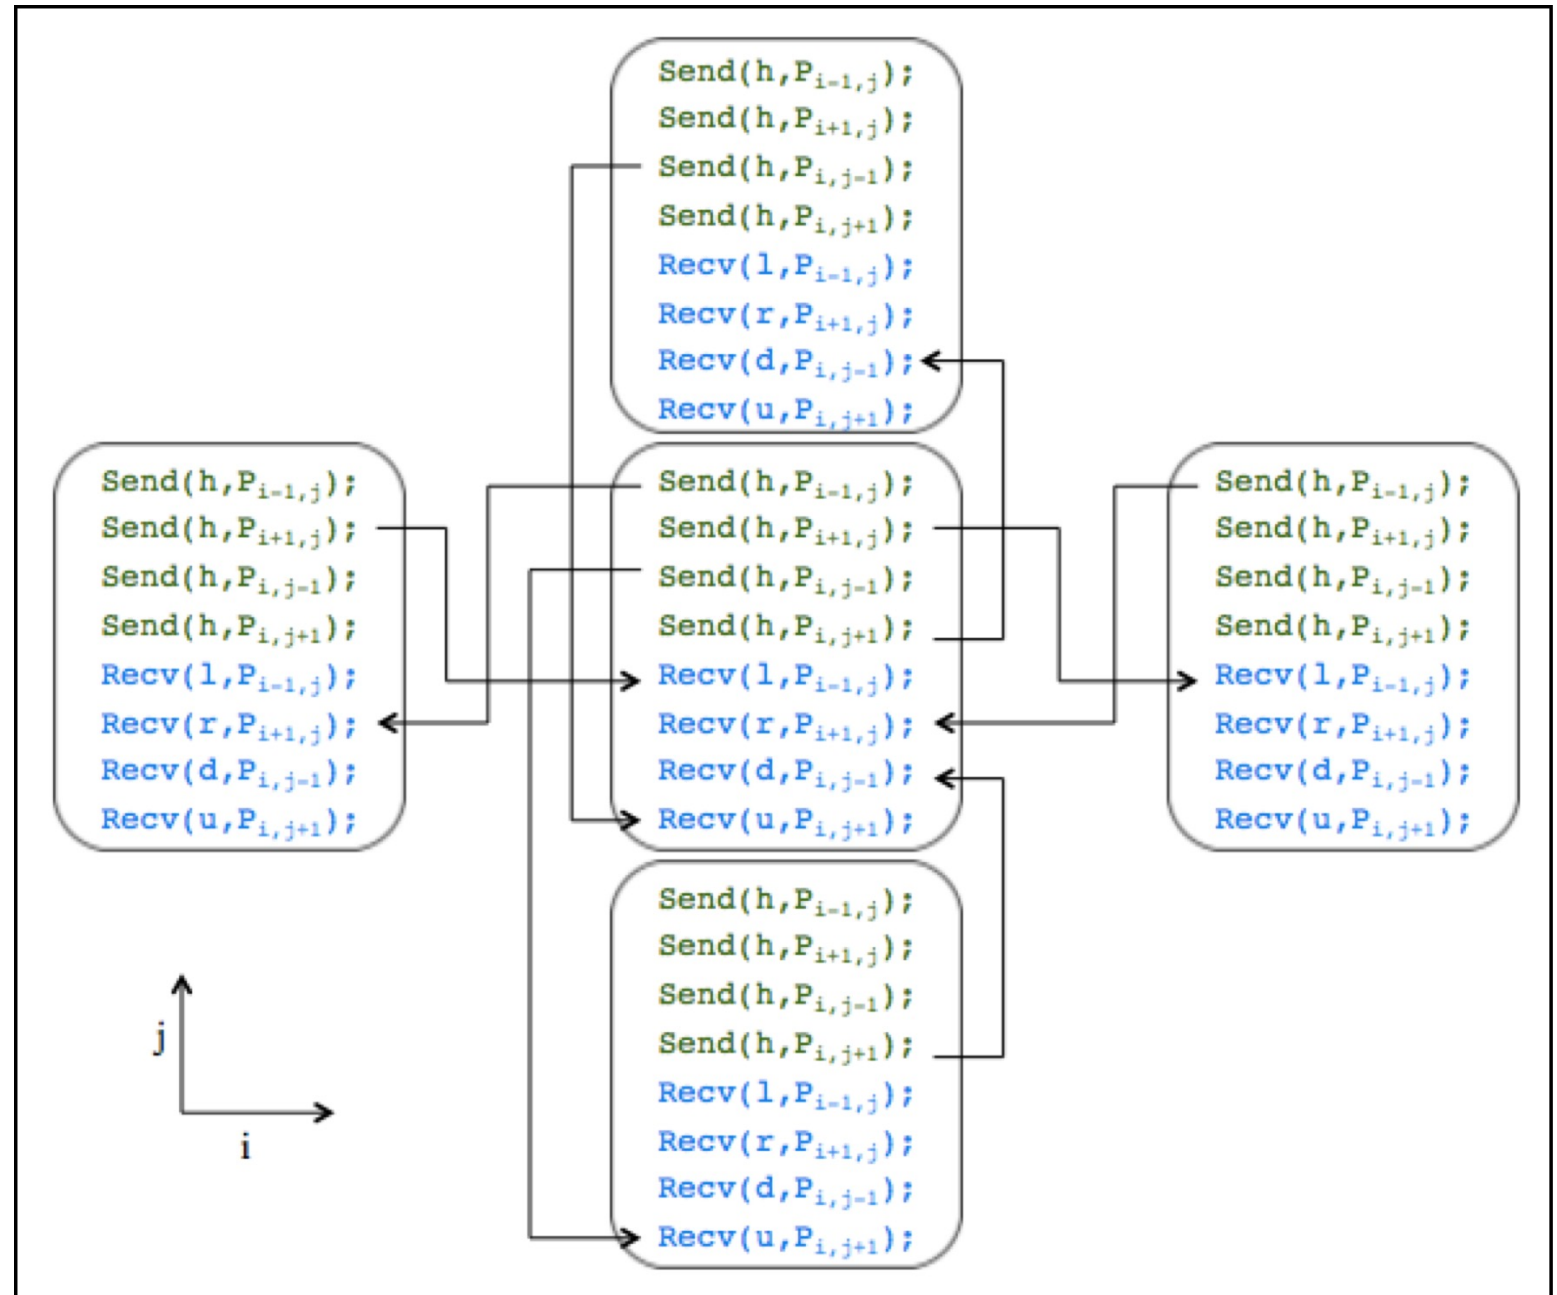 Send(h,Pi-1,j);
Send(h,Pi+1,j);
Send(h,Pi,j-1);
Send(h,Pi,j+1);
Recv(l,Pi-1,j);
Recv(r,Pi+1,j);
Recv(d,Pi,j-1);
Recv(u,Pi,j+1);
Send(h,Pi-1,j);
Send(h,Pi+1,j);
Send(h,Pi,j-1);
Send(h,Pi,j+1);
Recv(l,Pi-1,j);
Recv(r,Pi+1,j);
Recv(d,Pi,j-1);
Recv(u,Pi,j+1);
Send(h,Pi-1,j);
Send(h,Pi+1,j);
Send(h,Pi,j-1);
Send(h,Pi,j+1);
Recv(l,Pi-1,j);
Recv(r,Pi+1,j);
Recv(d,Pi,j-1);
Recv(u,Pi,j+1);
Send(h,Pi-1,j);
Send(h,Pi+1,j);
Send(h,Pi,j-1);
Send(h,Pi,j+1);
Recv(l,Pi-1,j);
Recv(r,Pi+1,j);
Recv(d,Pi,j-1);
Recv(u,Pi,j+1);
Send(h,Pi-1,j);
Send(h,Pi+1,j);
Send(h,Pi,j-1);
Send(h,Pi,j+1);
Recv(l,Pi-1,j);
Recv(r,Pi+1,j);
Recv(d,Pi,j-1);
Recv(u,Pi,j+1);
j
i